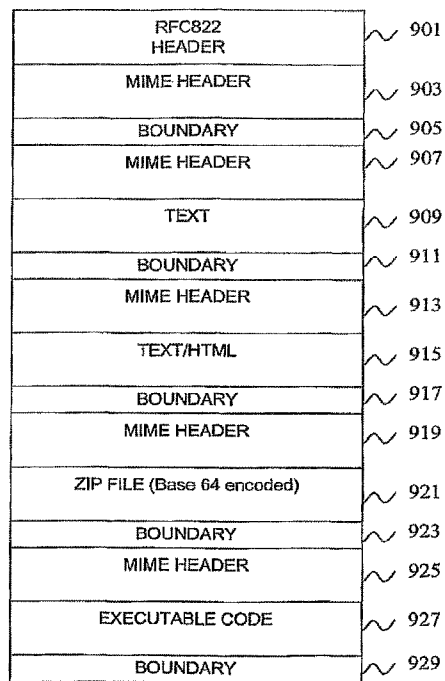 RFC822
HEADER
901
MIME HEADER
903
BOUNDARY
905
MIME HEADER
907
TEXT
909
BOUNDARY
911
MIME HEADER
913
TEXT/HTML
915
BOUNDARY
917
MIME HEADER
919
ZIP FILE (Base 64 encoded)
921
BOUNDARY
923
MIME HEADER
925
EXECUTABLE CODE
927
BOUNDARY
929